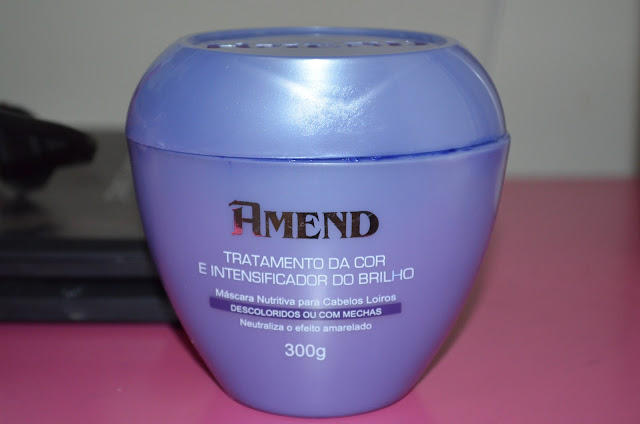 AMEND
AMEND
TRATAMENTO DA COR
E INTENSIFICADOR DO BRILHO
Máscara Nutritiva para Cabelos Loiros
DESCOLORIDOS OU COM MECHAS
Neutraliza o efeito amarelado
300g